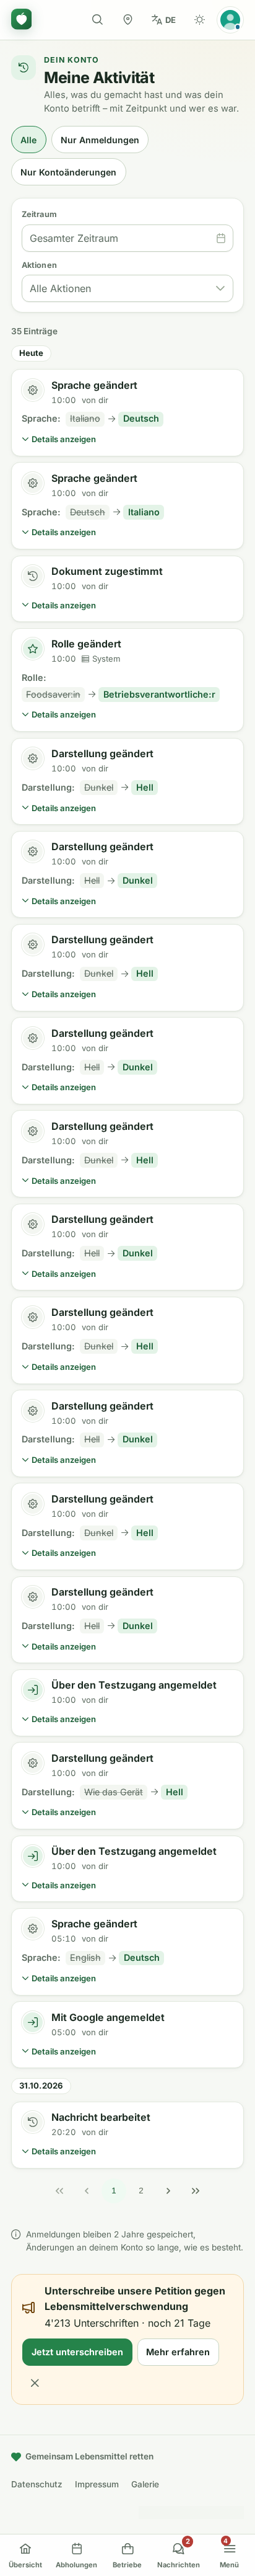 DE
DEIN KONTO
Meine Aktivität
Alles, was du gemacht hast und was dein
Konto betrifft – mit Zeitpunkt und wer es war.
Alle
Nur Anmeldungen
Nur Kontoänderungen
Zeitraum
Gesamter Zeitraum
Aktionen
Alle Aktionen
35 Einträge
Heute
Sprache geändert
10:00 von dir
Sprache: Italiano → Deutsch
Details anzeigen
Sprache geändert
10:00 von dir
Sprache: Deutsch → Italiano
Details anzeigen
Dokument zugestimmt
10:00 von dir
Details anzeigen
Rolle geändert
10:00 System
Rolle:
Foodsaver:in → Betriebsverantwortliche:r
Details anzeigen
Darstellung geändert
10:00 von dir
Darstellung: Dunkel → Hell
Details anzeigen
Darstellung geändert
10:00 von dir
Darstellung: Hell → Dunkel
Details anzeigen
Darstellung geändert
10:00 von dir
Darstellung: Dunkel → Hell
Details anzeigen
Darstellung geändert
10:00 von dir
Darstellung: Hell → Dunkel
Details anzeigen
Darstellung geändert
10:00 von dir
Darstellung: Dunkel → Hell
Details anzeigen
Darstellung geändert
10:00 von dir
Darstellung: Hell → Dunkel
Details anzeigen
Darstellung geändert
10:00 von dir
Darstellung: Dunkel → Hell
Details anzeigen
Darstellung geändert
10:00 von dir
Darstellung: Hell → Dunkel
Details anzeigen
Darstellung geändert
10:00 von dir
Darstellung: Dunkel → Hell
Details anzeigen
Darstellung geändert
10:00 von dir
Darstellung: Hell → Dunkel
Details anzeigen
Über den Testzugang angemeldet
10:00 von dir
Details anzeigen
Darstellung geändert
10:00 von dir
Darstellung: Wie das Gerät → Hell
Details anzeigen
Über den Testzugang angemeldet
10:00 von dir
Details anzeigen
Sprache geändert
05:10 von dir
Sprache: English → Deutsch
Details anzeigen
Mit Google angemeldet
05:00 von dir
Details anzeigen
31.10.2026
Nachricht bearbeitet
20:20 von dir
Details anzeigen
1 2
Anmeldungen bleiben 2 Jahre gespeichert,
Änderungen an deinem Konto so lange, wie es besteht.
Unterschreibe unsere Petition gegen
Lebensmittelverschwendung
4'213 Unterschriften · noch 21 Tage
Jetzt unterschreiben
Mehr erfahren
Gemeinsam Lebensmittel retten
Datenschutz Impressum Galerie
2 4
Übersicht Abholungen Betriebe Nachrichten Menü